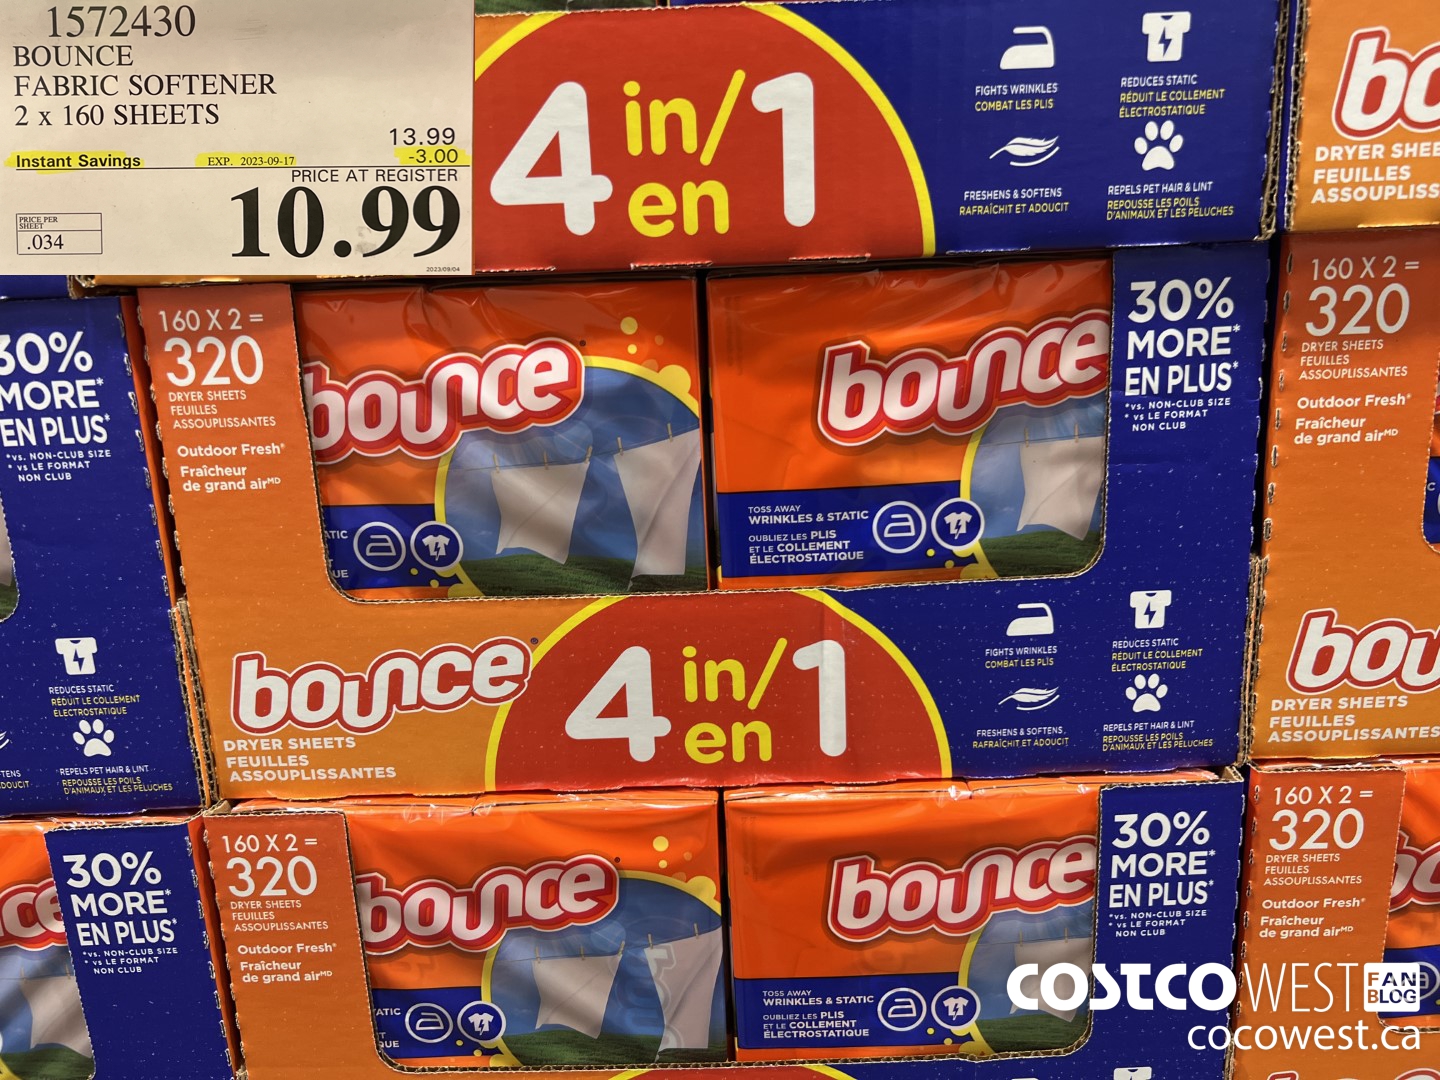 1572430
BOUNCE
FABRIC SOFTENER
2 x 160 SHEETS
13.99
Instant Savings
EXP. 2023-09-17
-3.00
PRICE AT REGISTER
10.99
PRICE PER
SHEET
.034
2023/09/04
4 in/en 1
FIGHTS WRINKLES
COMBAT LES PLIS
REDUCES STATIC
RÉDUIT LE COLLEMENT
ÉLECTROSTATIQUE
FRESHENS & SOFTENS
RAFRAÎCHIT ET ADOUCIT
REPELS PET HAIR & LINT
REPOUSSE LES POILS
D'ANIMAUX ET LES PELUCHES
DRYER SHEE
FEUILLES
ASSOUPLIS
30%
MORE*
EN PLUS*
*vs. NON-CLUB SIZE
* vs LE FORMAT
NON CLUB
REDUCES STATIC
RÉDUIT LE COLLEMENT
ÉLECTROSTATIQUE
REPELS PET HAIR & LINT
REPOUSSE LES POILS
D'ANIMAUX ET LES PELUCHES
160 X 2 =
320
DRYER SHEETS
FEUILLES
ASSOUPLISSANTES
Outdoor Fresh®
Fraîcheur
de grand airMD
bounce
bounce
TOSS AWAY
WRINKLES & STATIC
OUBLIEZ LES PLIS
ET LE COLLEMENT
ÉLECTROSTATIQUE
30%
MORE*
EN PLUS*
*vs. NON-CLUB SIZE
* vs LE FORMAT
NON CLUB
160 X 2 =
320
DRYER SHEETS
FEUILLES
ASSOUPLISSANTES
Outdoor Fresh®
Fraîcheur
de grand airMD
bounce®
DRYER SHEETS
FEUILLES
ASSOUPLISSANTES
4 in/en 1
FIGHTS WRINKLES
COMBAT LES PLIS
REDUCES STATIC
RÉDUIT LE COLLEMENT
ÉLECTROSTATIQUE
FRESHENS & SOFTENS
RAFRAÎCHIT ET ADOUCIT
REPELS PET HAIR & LINT
REPOUSSE LES POILS
D'ANIMAUX ET LES PELUCHES
bou
DRYER SHEETS
FEUILLES
ASSOUPLISSANTES
30%
MORE*
EN PLUS*
*vs. NON-CLUB SIZE
* vs LE FORMAT
NON CLUB
160 X 2 =
320
DRYER SHEETS
FEUILLES
ASSOUPLISSANTES
Outdoor Fresh®
Fraîcheur
de grand airMD
bounce
bounce
TOSS AWAY
WRINKLES & STATIC
OUBLIEZ LES PLIS
ET LE COLLEMENT
ÉLECTROSTATIQUE
30%
MORE*
EN PLUS*
*vs. NON-CLUB SIZE
* vs LE FORMAT
NON CLUB
160 X 2 =
320
DRYER SHEETS
FEUILLES
ASSOUPLISSANTES
Outdoor Fresh®
Fraîcheur
de grand airMD
COSTCO WEST FAN BLOG
cocowest.ca